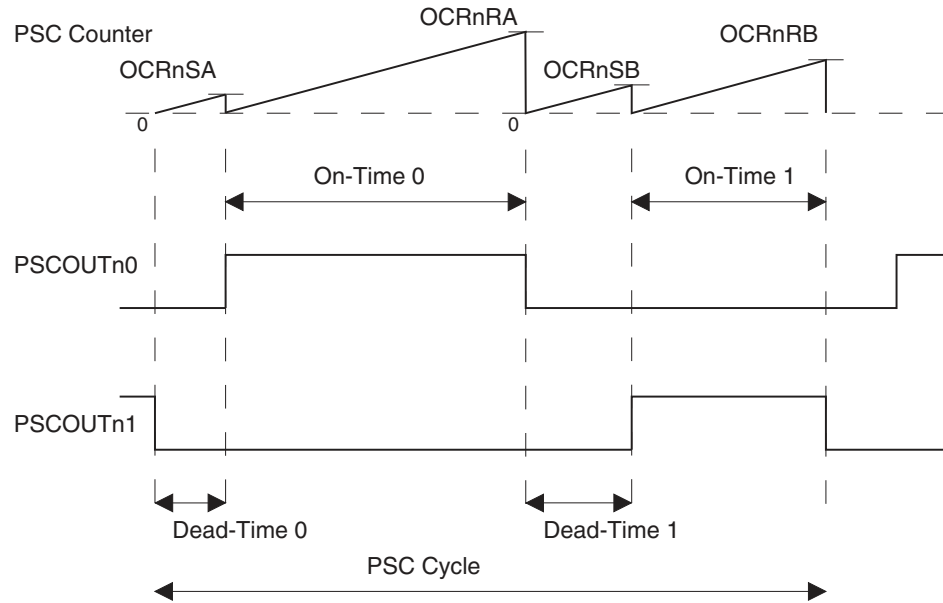 OCRnRA
PSC Counter
OCRnRB
OCRnSA
OCRnSB
0
0
On-Time 0
On-Time 1
PSCOUTn0
PSCOUTn1
Dead-Time 0
Dead-Time 1
PSC Cycle